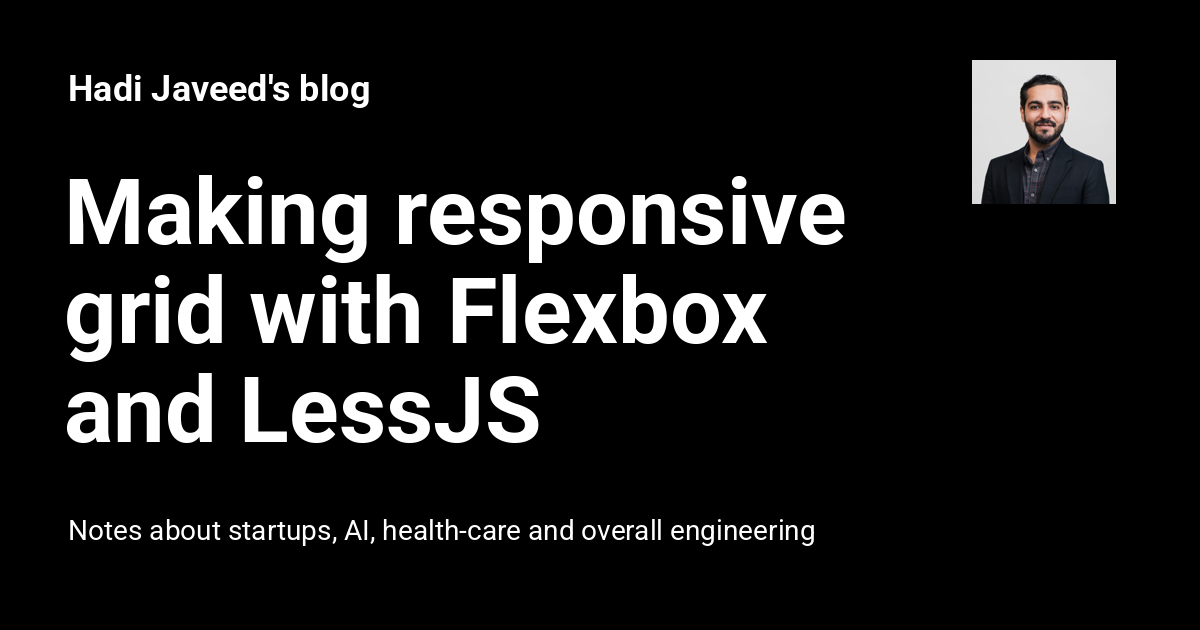 Hadi Javeed's blog
Making responsive
grid with Flexbox
and LessJS
Notes about startups, AI, health-care and overall engineering